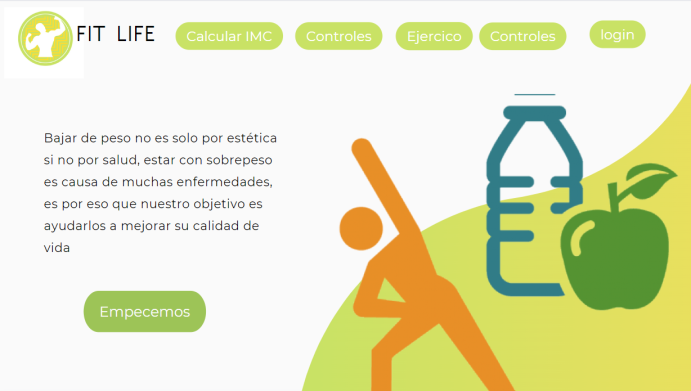 FIT LIFE
Calcular IMC
Controles
Ejercico
Controles
login
Bajar de peso no es solo por estética
si no por salud, estar con sobrepeso
es causa de muchas enfermedades,
es por eso que nuestro objetivo es
ayudarlos a mejorar su calidad de
vida
Empecemos